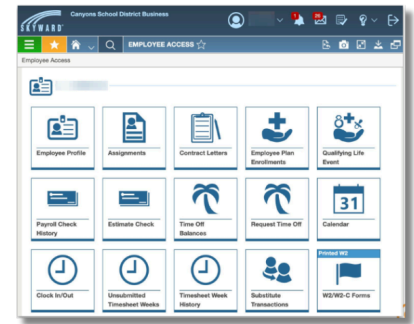 Canyons School District Business
SKYWARD
EMPLOYEE ACCESS
Employee Access
Employee Profile
Assignments
Contract Letters
Employee Plan
Enrollments
Qualifying Life
Event
Payroll Check
History
Estimate Check
Time Off
Balances
Request Time Off
31
Calendar
Printed W2
Clock In/Out
Unsubmitted
Timesheet Weeks
Timesheet Week
History
Substitute
Transactions
W2/W2-C Forms